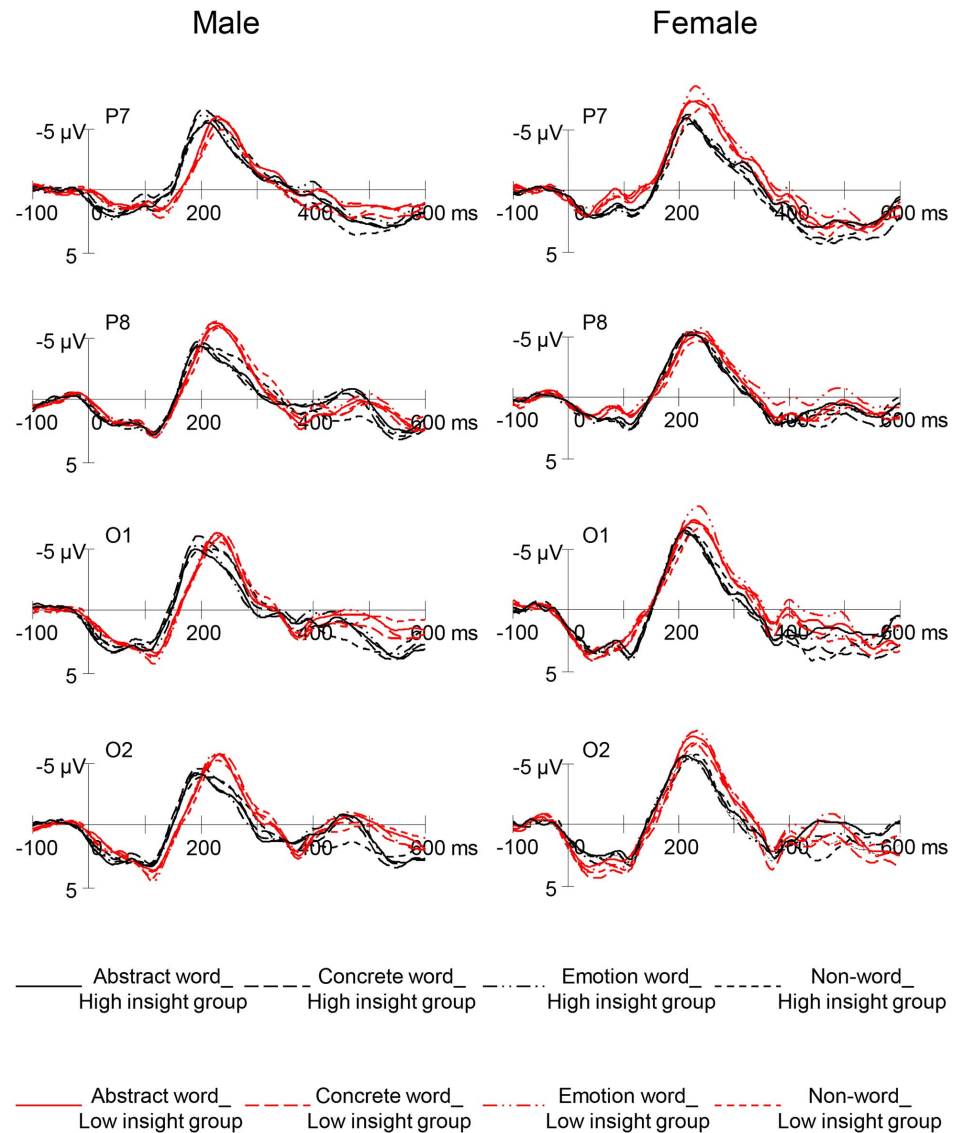 Male Female
P7 P7
-5 µV -5 µV
-100 0 200 400 600 ms -100 0 200 400 600 ms
5 5
P8 P8
-5 µV -5 µV
-100 0 200 400 600 ms -100 0 200 400 600 ms
5 5
O1 O1
-5 µV -5 µV
-100 0 200 400 600 ms -100 0 200 400 600 ms
5 5
O2 O2
-5 µV -5 µV
-100 0 200 400 600 ms -100 0 200 400 600 ms
5 5
Abstract word_ Concrete word_ Emotion word_ Non-word_
High insight group High insight group High insight group High insight group
Abstract word_ Concrete word_ Emotion word_ Non-word_
Low insight group Low insight group Low insight group Low insight group